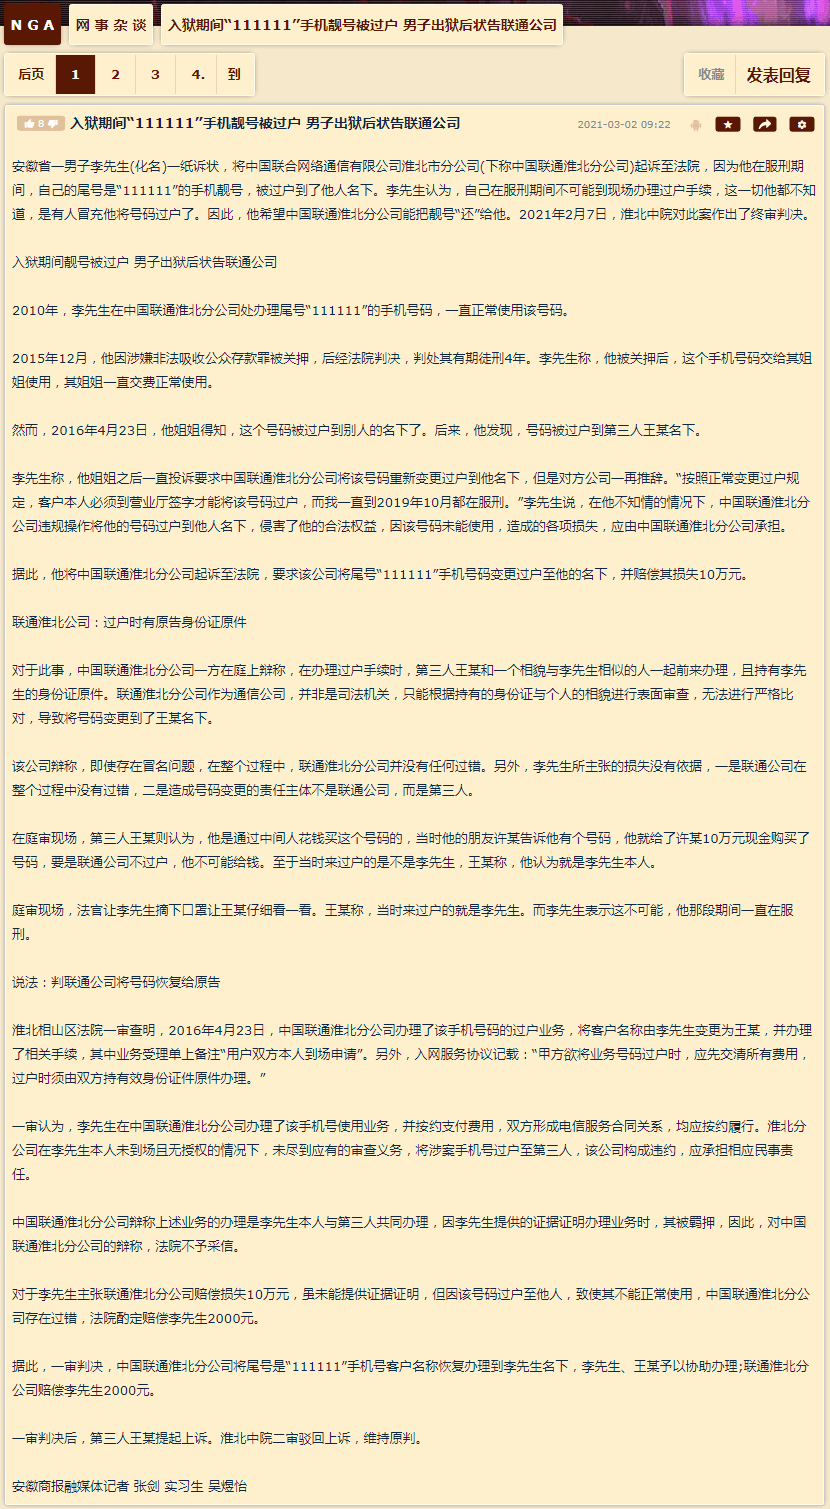 NGA 网事杂谈 入狱期间“111111”手机靓号被过户 男子出狱后状告联通公司
后页 1 2 3 4. 到 收藏 发表回复
8 入狱期间“111111”手机靓号被过户 男子出狱后状告联通公司 2021-03-02 09:22
安徽省一男子李先生(化名)一纸诉状，将中国联合网络通信有限公司淮北市分公司(下称中国联通淮北分公司)起诉至法院，因为他在服刑期
间，自己的尾号是“111111”的手机靓号，被过户到了他人名下。李先生认为，自己在服刑期间不可能到现场办理过户手续，这一切他都不知
道，是有人冒充他将号码过户了。因此，他希望中国联通淮北分公司能把靓号“还”给他。2021年2月7日，淮北中院对此案作出了终审判决。
入狱期间靓号被过户 男子出狱后状告联通公司
2010年，李先生在中国联通淮北分公司处办理尾号“111111”的手机号码，一直正常使用该号码。
2015年12月，他因涉嫌非法吸收公众存款罪被关押，后经法院判决，判处其有期徒刑4年。李先生称，他被关押后，这个手机号码交给其姐
姐使用，其姐姐一直交费正常使用。
然而，2016年4月23日，他姐姐得知，这个号码被过户到别人的名下了。后来，他发现，号码被过户到第三人王某名下。
李先生称，他姐姐之后一直投诉要求中国联通淮北分公司将该号码重新变更过户到他名下，但是对方公司一再推辞。“按照正常变更过户规
定，客户本人必须到营业厅签字才能将该号码过户，而我一直到2019年10月都在服刑。”李先生说，在他不知情的情况下，中国联通淮北分
公司违规操作将他的号码过户到他人名下，侵害了他的合法权益，因该号码未能使用，造成的各项损失，应由中国联通淮北分公司承担。
据此，他将中国联通淮北分公司起诉至法院，要求该公司将尾号“111111”手机号码变更过户至他的名下，并赔偿其损失10万元。
联通淮北公司：过户时有原告身份证原件
对于此事，中国联通淮北分公司一方在庭上辩称，在办理过户手续时，第三人王某和一个相貌与李先生相似的人一起前来办理，且持有李先
生的身份证原件。联通淮北分公司作为通信公司，并非是司法机关，只能根据持有的身份证与个人的相貌进行表面审查，无法进行严格比
对，导致将号码变更到了王某名下。
该公司辩称，即使存在冒名问题，在整个过程中，联通淮北分公司并没有任何过错。另外，李先生所主张的损失没有依据，一是联通公司在
整个过程中没有过错，二是造成号码变更的责任主体不是联通公司，而是第三人。
在庭审现场，第三人王某则认为，他是通过中间人花钱买这个号码的，当时他的朋友许某告诉他有个号码，他就给了许某10万元现金购买了
号码，要是联通公司不过户，他不可能给钱。至于当时来过户的是不是李先生，王某称，他认为就是李先生本人。
庭审现场，法官让李先生摘下口罩让王某仔细看一看。王某称，当时来过户的就是李先生。而李先生表示这不可能，他那段期间一直在服
刑。
说法：判联通公司将号码恢复给原告
淮北相山区法院一审查明，2016年4月23日，中国联通淮北分公司办理了该手机号码的过户业务，将客户名称由李先生变更为王某，并办理
了相关手续，其中业务受理单上备注“用户双方本人到场申请”。另外，入网服务协议记载：“甲方欲将业务号码过户时，应先交清所有费用，
过户时须由双方持有效身份证件原件办理。”
一审认为，李先生在中国联通淮北分公司办理了该手机号使用业务，并按约支付费用，双方形成电信服务合同关系，均应按约履行。淮北分
公司在李先生本人未到场且无授权的情况下，未尽到应有的审查义务，将涉案手机号过户至第三人，该公司构成违约，应承担相应民事责
任。
中国联通淮北分公司辩称上述业务的办理是李先生本人与第三人共同办理，因李先生提供的证据证明办理业务时，其被羁押，因此，对中国
联通淮北分公司的辩称，法院不予采信。
对于李先生主张联通淮北分公司赔偿损失10万元，虽未能提供证据证明，但因该号码过户至他人，致使其不能正常使用，中国联通淮北分公
司存在过错，法院酌定赔偿李先生2000元。
据此，一审判决，中国联通淮北分公司将尾号是“111111”手机号客户名称恢复办理到李先生名下，李先生、王某予以协助办理;联通淮北分
公司赔偿李先生2000元。
一审判决后，第三人王某提起上诉。淮北中院二审驳回上诉，维持原判。
安徽商报融媒体记者 张剑 实习生 吴煜怡